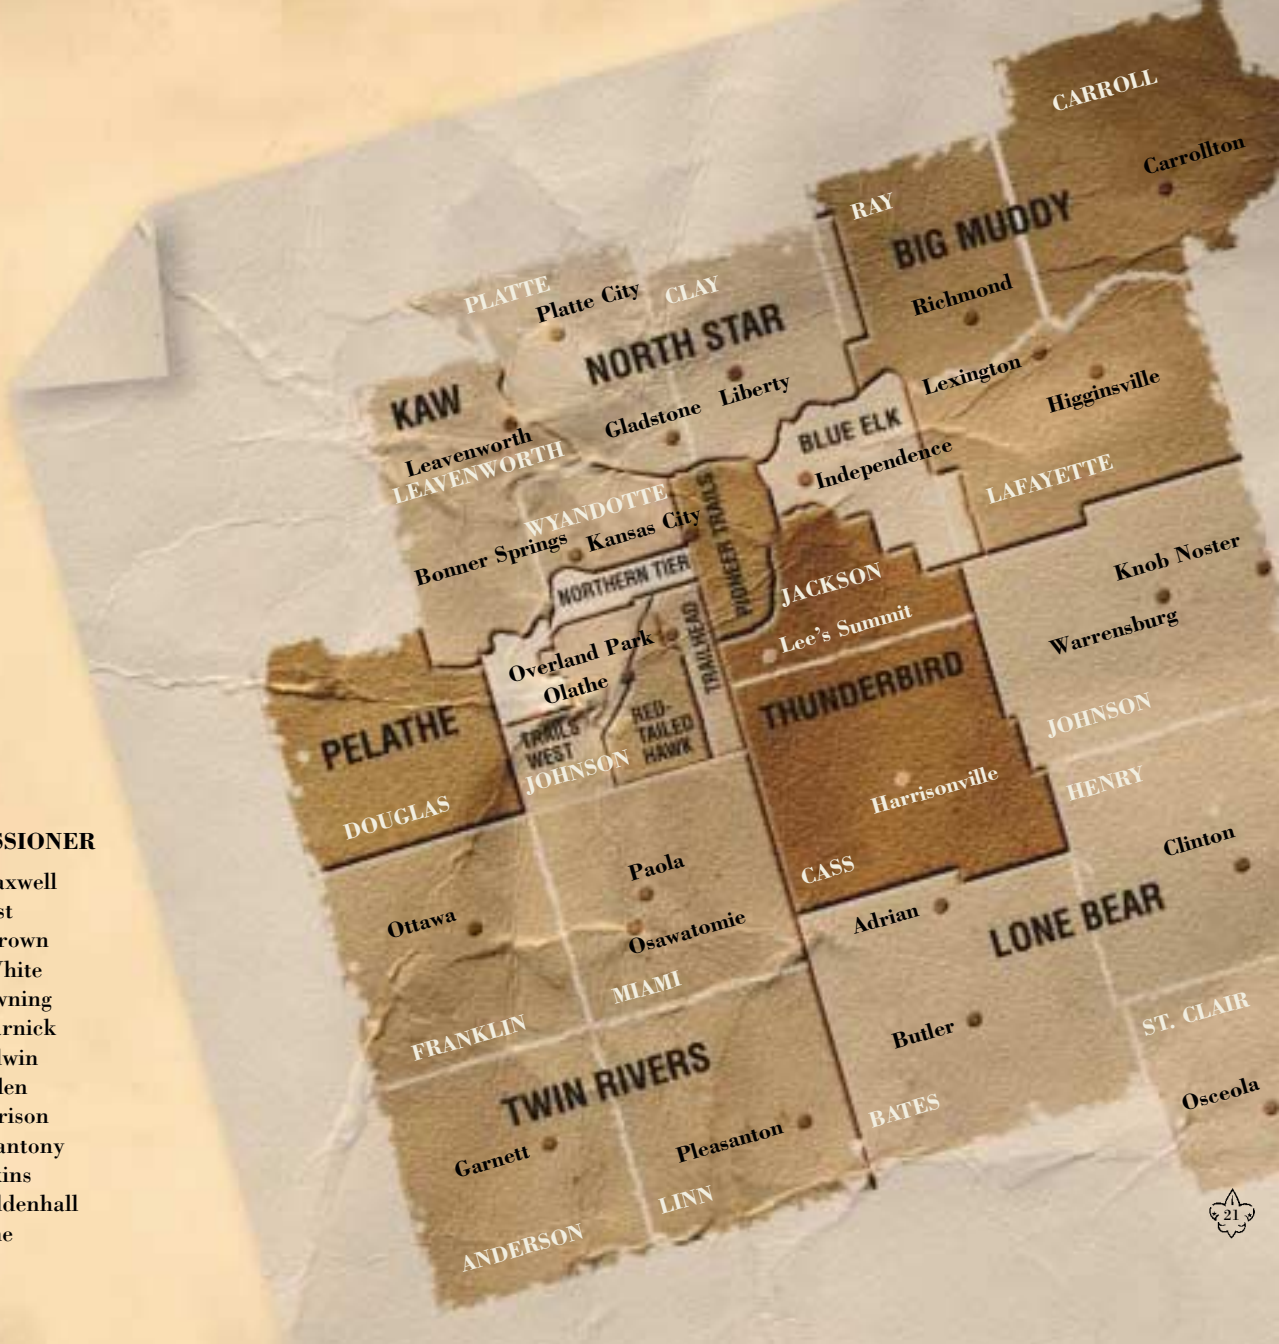 CARROLL
Carrollton
RAY
BIG MUDDY
Richmond
PLATTE
Platte City
CLAY
NORTH STAR
Lexington
Higginsville
KAW
Liberty
Gladstone
BLUE ELK
Leavenworth
LEAVENWORTH
Independence
LAFAYETTE
WYANDOTTE
Kansas City
Bonner Springs
PIONEER TRAILS
NORTHERN TIER
JACKSON
Knob Noster
Lee's Summit
Warrensburg
Overland Park
TRAILHEAD
Olathe
THUNDERBIRD
PELATHE
TRAILS
WEST
RED-
TAILED
HAWK
JOHNSON
JOHNSON
DOUGLAS
Harrisonville
HENRY
SSIONER
Clinton
CASS
Paola
axwell
st
Ottawa
Osawatomie
Adrian
LONE BEAR
rown
hite
MIAMI
wning
FRANKLIN
Butler
ST. CLAIR
rnick
lwin
TWIN RIVERS
len
BATES
Osceola
rison
Garnett
Pleasanton
antony
kins
LINN
ldenhall
21
ne
ANDERSON